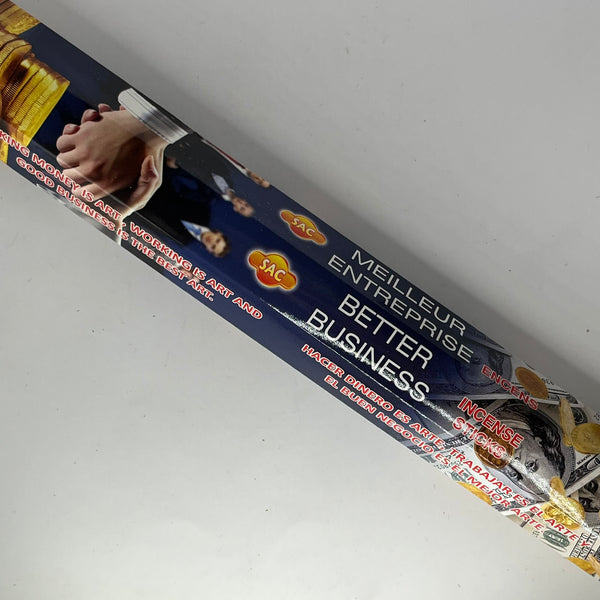 SAC
MEILLEUR
ENTREPRISE
ENCENS
SAC
BETTER
BUSINESS
INCENSE
STICKS
KING MONEY IS ART, WORKING IS ART AND
GOOD BUSINESS IS THE BEST ART.
HACER DINERO ES ARTE, TRABAJAR ES EL ARTE
EL BUEN NEGOCIO ES EL MEJOR ARTE